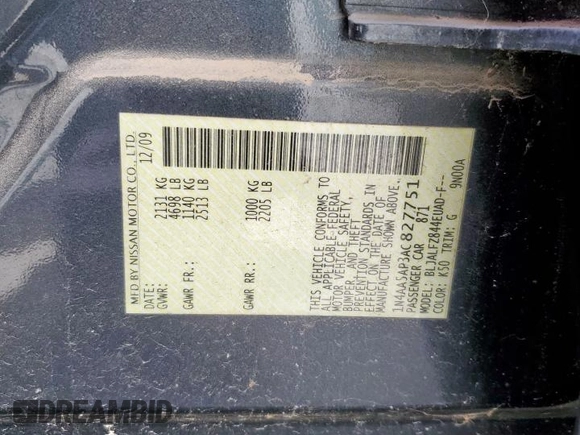 MFD BY NISSAN MOTOR CO., LTD.
DATE: 12/09
GVWR: 2131 KG
4698 LB
GAWR FR.: 1140 KG
2513 LB
GAWR RR.: 1000 KG
2205 LB
THIS VEHICLE CONFORMS TO
ALL APPLICABLE FEDERAL
MOTOR VEHICLE SAFETY,
BUMPER, AND THEFT
PREVENTION STANDARDS IN
EFFECT ON THE DATE OF
MANUFACTURE SHOWN ABOVE.
1N4AA5AP3AC827751
PASSENGER CAR 871
BLJALFZ844EUAD-F--
COLOR: K50 TRIM: G 9N00A
DREAMBID